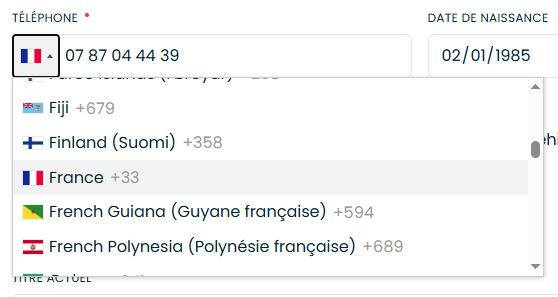 TÉLÉPHONE *
DATE DE NAISSANCE
07 87 04 44 39
02/01/1985
Fiji +679
Finland (Suomi) +358
France +33
French Guiana (Guyane française) +594
French Polynesia (Polynésie française) +689
TITRE ACTUEL